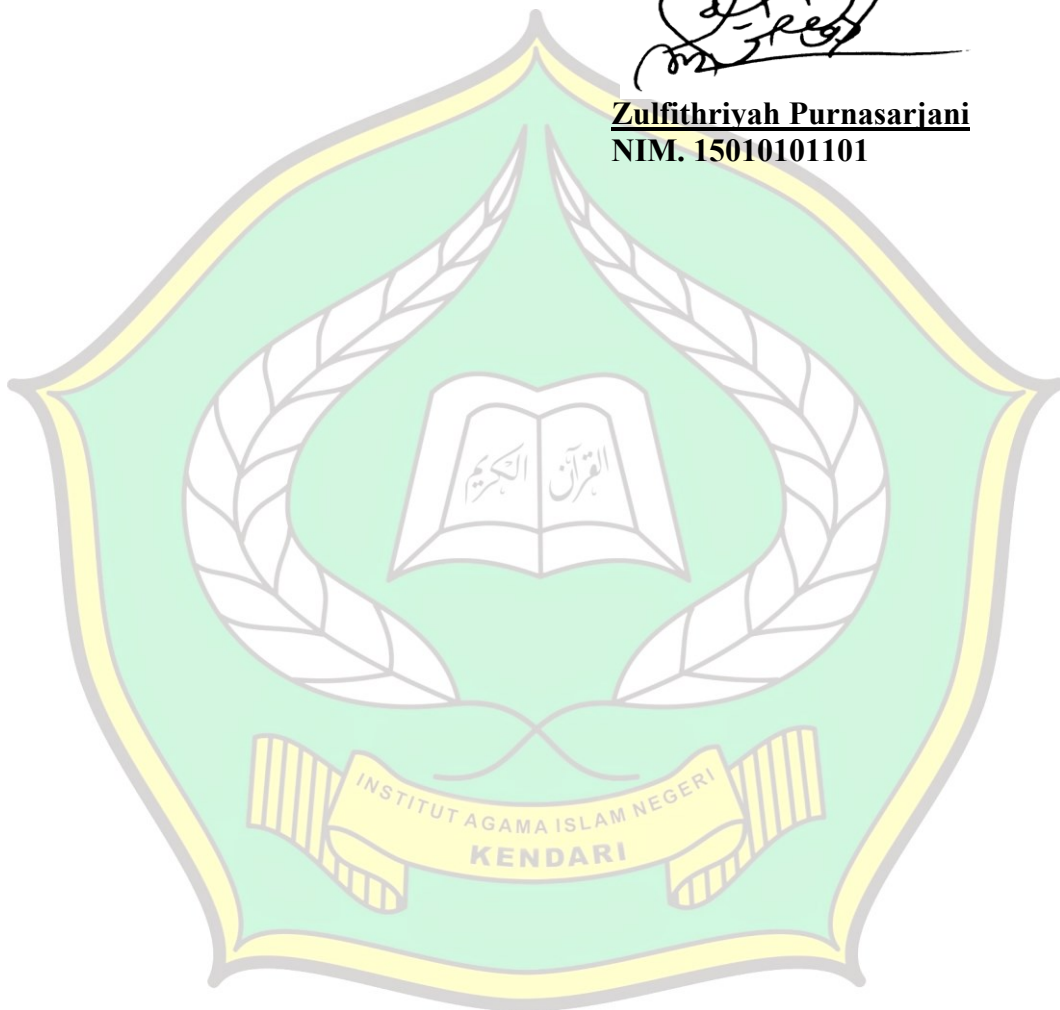 Zulfithriyah Purnasarjani
NIM. 15010101101
القرآن الكريم
INSTITUT AGAMA ISLAM NEGERI
KENDARI